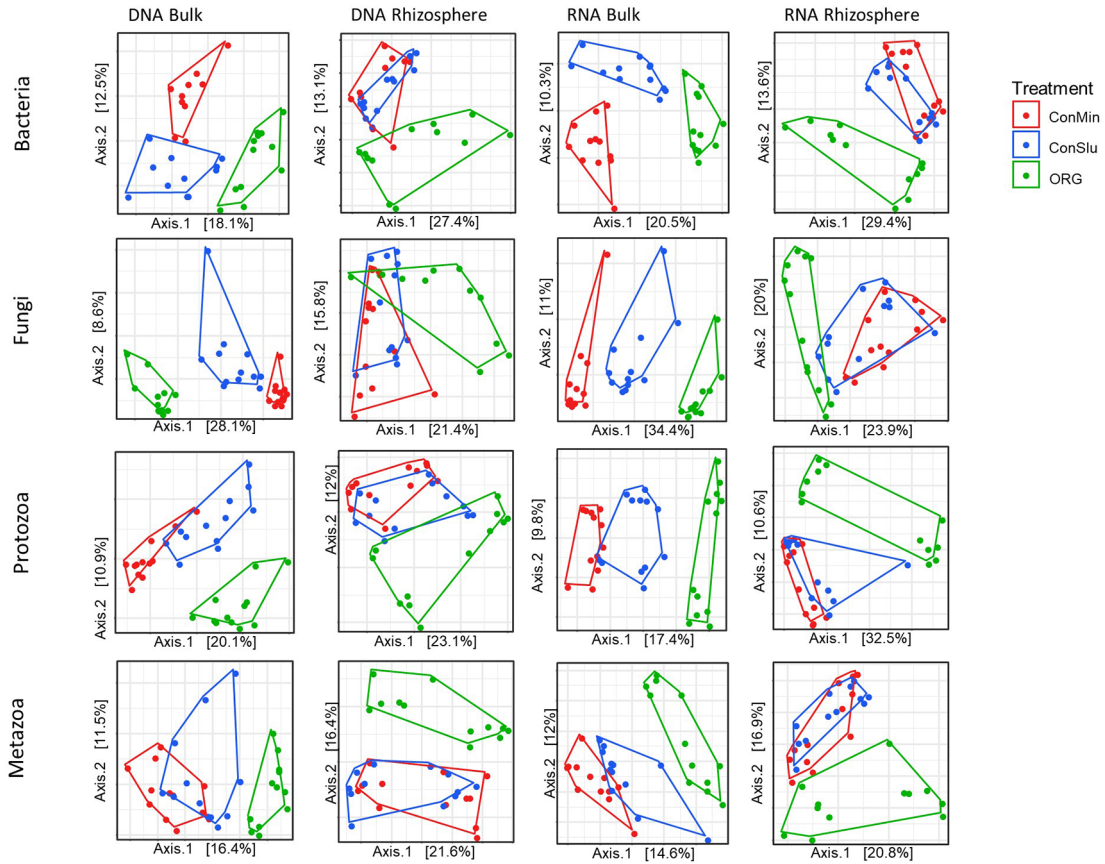 DNA Bulk
DNA Rhizosphere
RNA Bulk
RNA Rhizosphere
Bacteria
Axis.2 [12.5%]
Axis.1 [18.1%]
Axis.2 [13.1%]
Axis.1 [27.4%]
Axis.2 [10.33%]
Axis.1 [20.5%]
Axis.2 [13.6%]
Axis.1 [29.4%]
Treatment
ConMin
ConSlu
ORG
Fungi
Axis.2 [8.6%]
Axis.1 [28.1%]
Axis.2 [15.8%]
Axis.1 [21.4%]
Axis.2 [11%]
Axis.1 [34.4%]
Axis.2 [20%]
Axis.1 [23.9%]
Protozoa
Axis.2 [10.9%]
Axis.1 [20.1%]
Axis.2 [12%]
Axis.1 [23.1%]
Axis.2 [9.8%]
Axis.1 [17.4%]
Axis.2 [10.6%]
Axis.1 [32.5%]
Metazoa
Axis.2 [11.5%]
Axis.1 [16.4%]
Axis.2 [16.4%]
Axis.1 [21.6%]
Axis.2 [12%]
Axis.1 [14.6%]
Axis.2 [16.9%]
Axis.1 [20.8%]